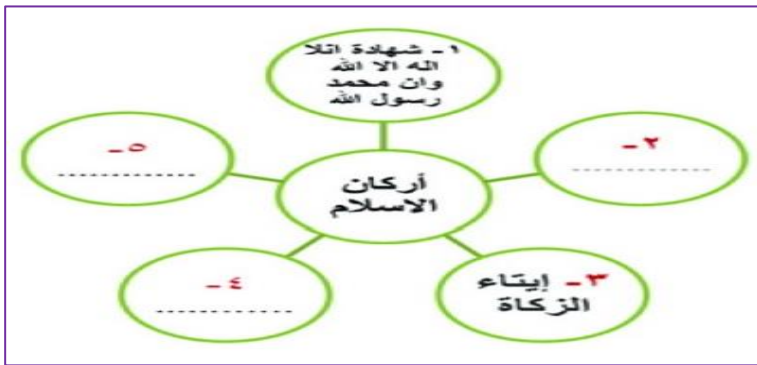 ١- شهادة انلا
اله الا الله
وان محمد
رسول الله
٢-
............
أركان
الاسلام
٥-
............
٣- إيتاء
الزكاة
٤-
............